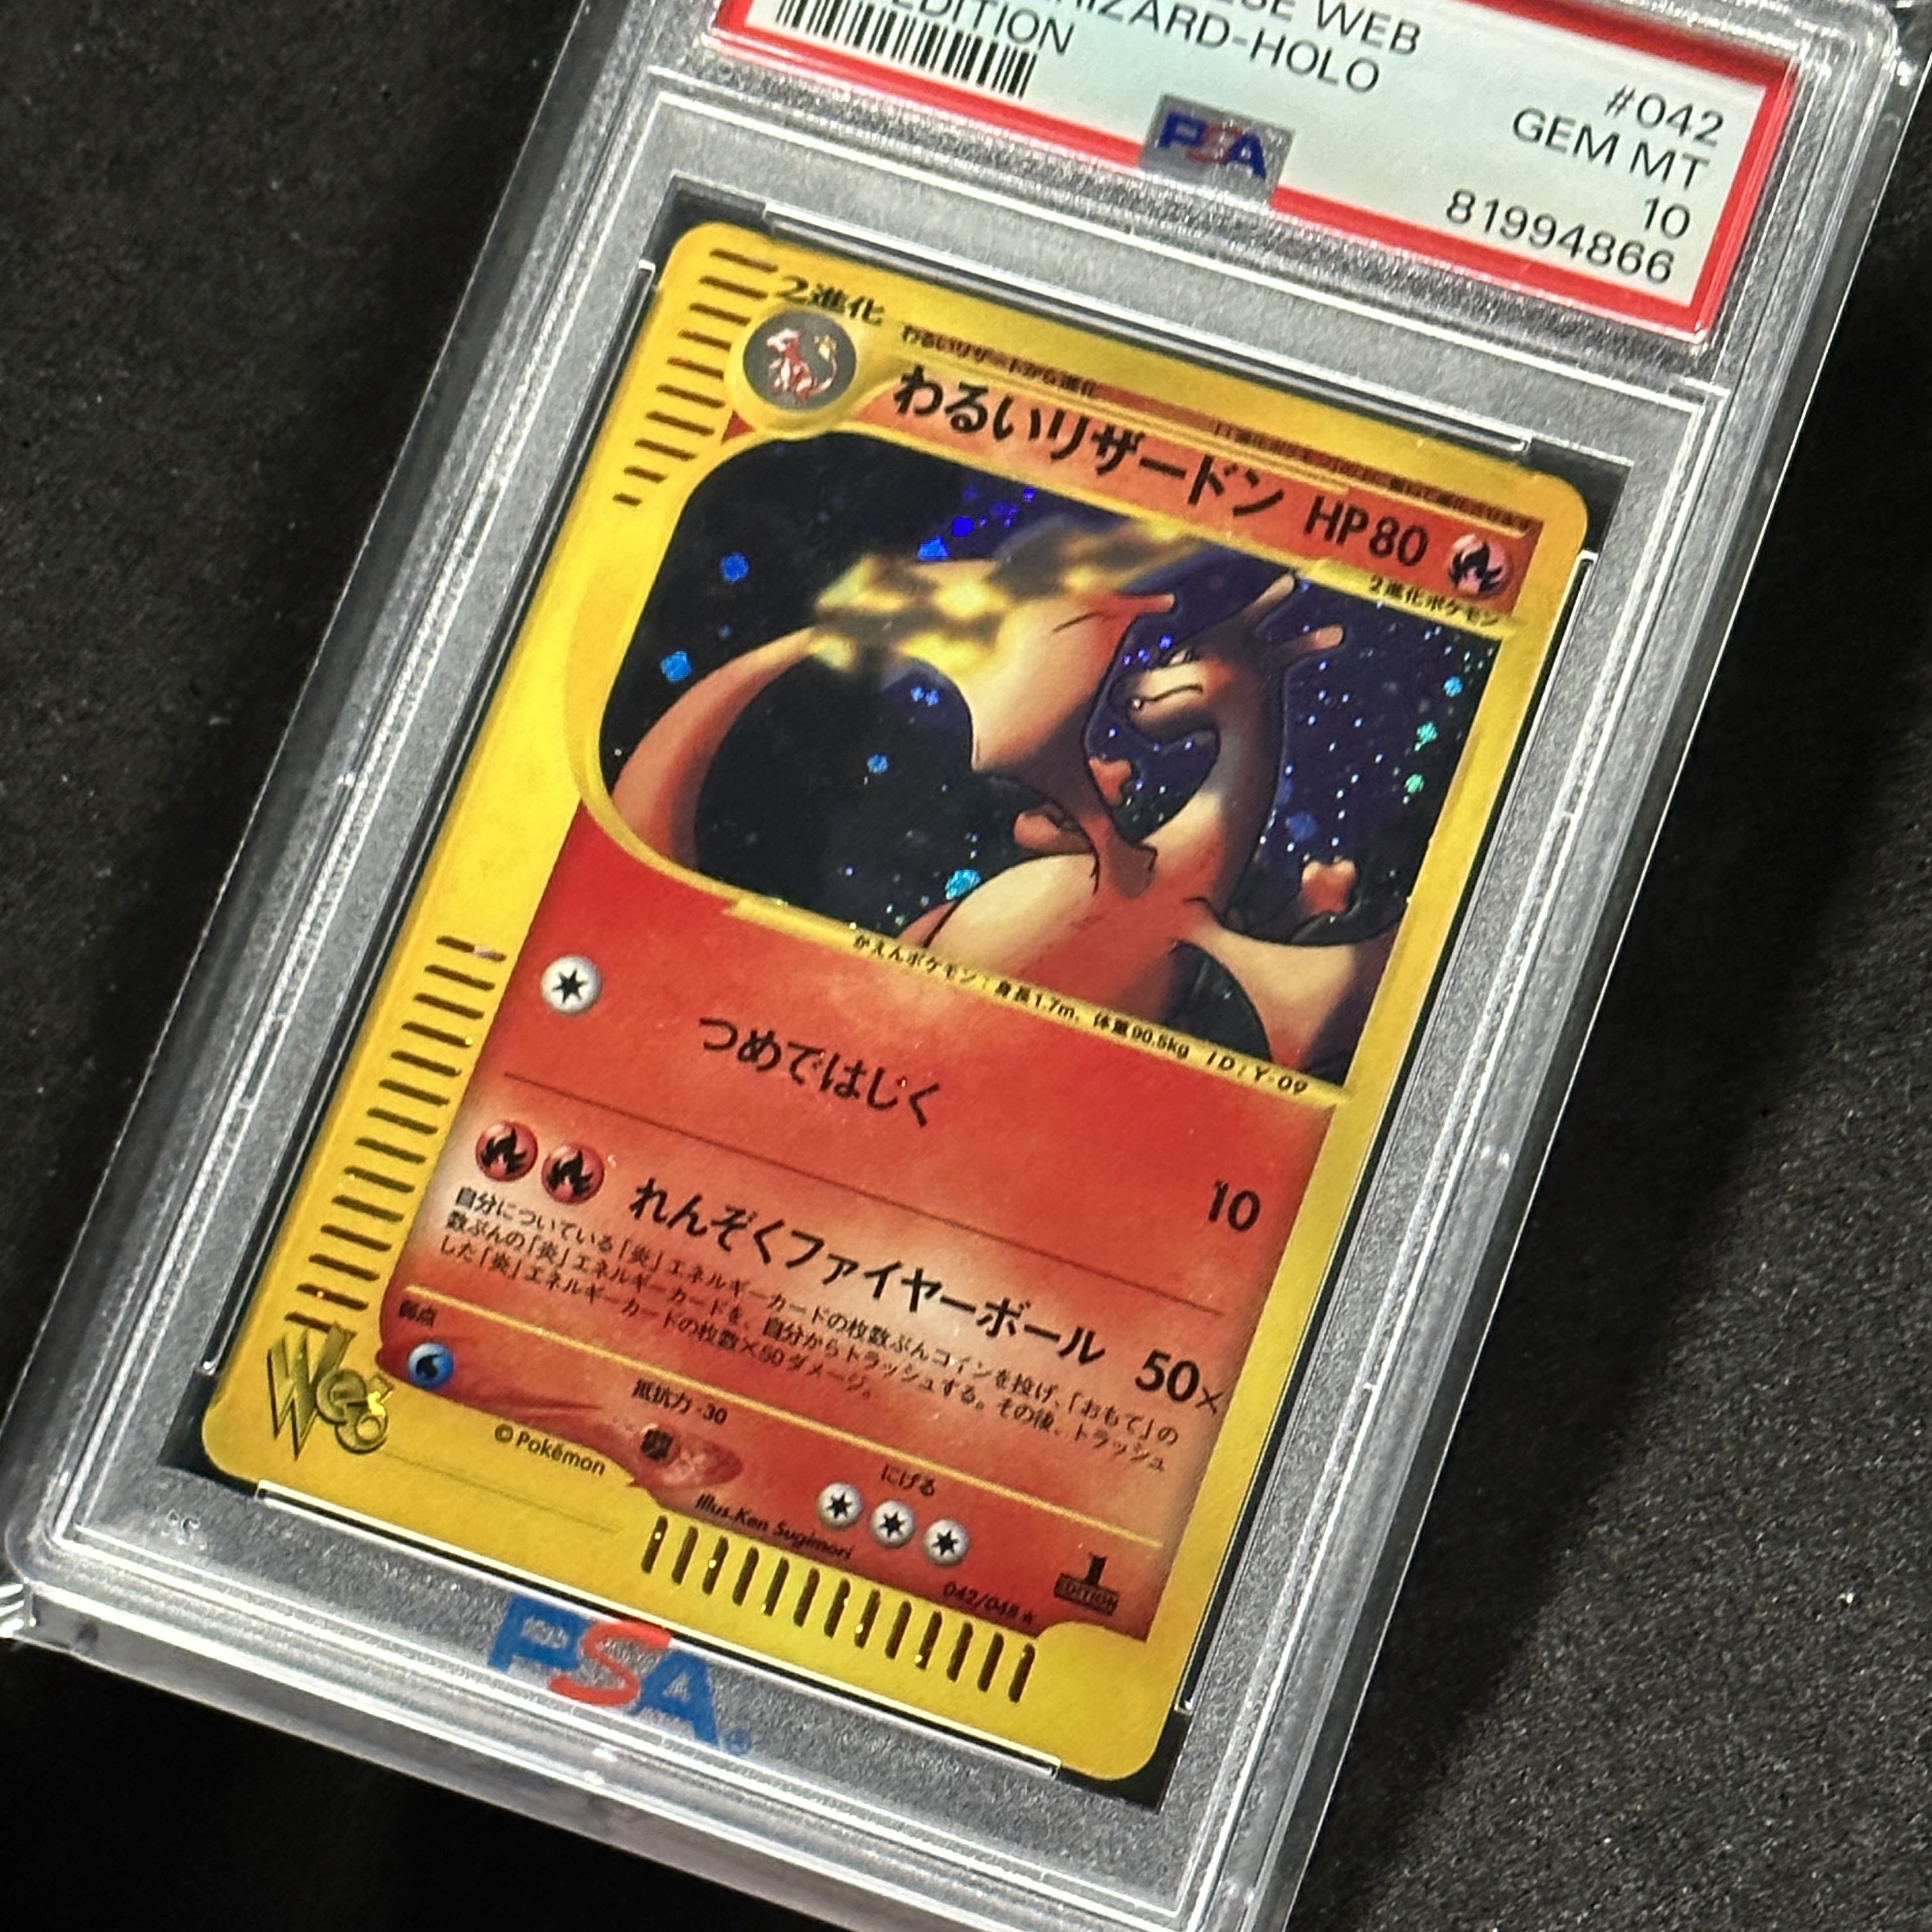 WEB
RIZARD-HOLO
EDITION
#042
GEM MT
10
81994866
PSA
2進化
わるいリザードから進化
わるいリザードン HP80
2進化ポケモン
かえんポケモン:身長1.7m, 体重90.5kg ID:Y-09
つめではじく 10
れんぞくファイヤーボール 50×
自分についている「炎」エネルギーカードの枚数ぶんコインを投げ、「おもて」の
数ぶんの「炎」エネルギーカードを、自分からトラッシュする。その後、トラッシュ
した「炎」エネルギーカードの枚数×50ダメージ。
弱点
抵抗力 -30
にげる
Web
©Pokémon
Illus.Ken Sugimori
042/048
1
EDITION
PSA